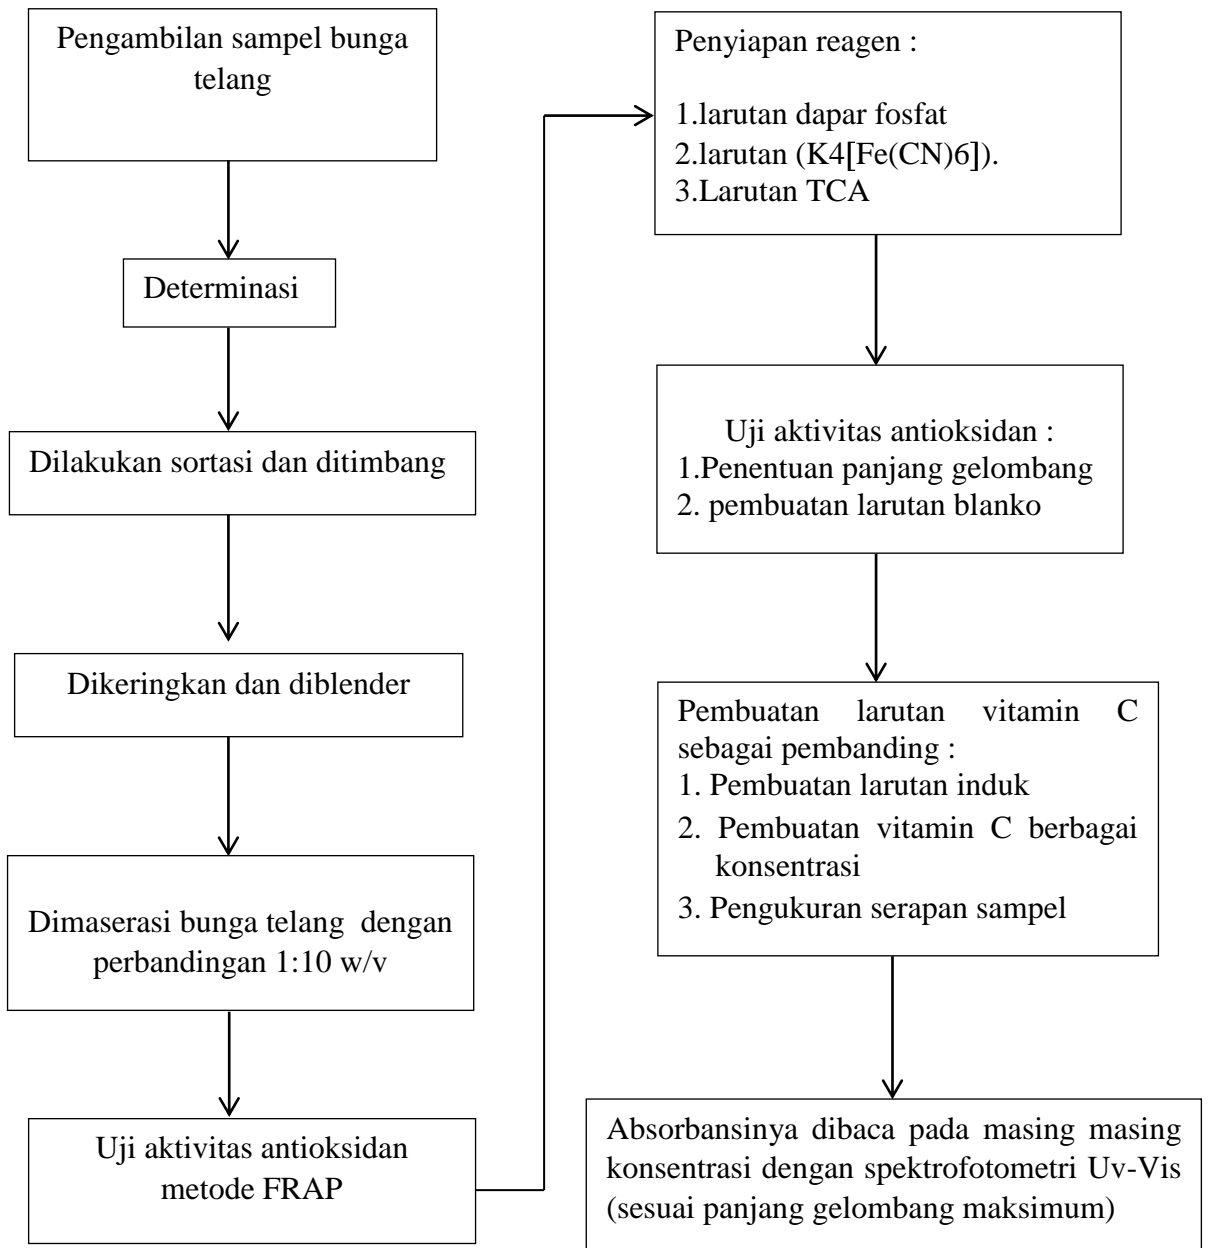 Pengambilan sampel bunga
telang
Determinasi
Dilakukan sortasi dan ditimbang
Dikeringkan dan diblender
Dimaserasi bunga telang dengan
perbandingan 1:10 w/v
Uji aktivitas antioksidan
metode FRAP
Penyiapan reagen :
1.larutan dapar fosfat
2.larutan (K4[Fe(CN)6]).
3.Larutan TCA
Uji aktivitas antioksidan :
1.Penentuan panjang gelombang
2. pembuatan larutan blanko
Pembuatan larutan vitamin C
sebagai pembanding :
1. Pembuatan larutan induk
2. Pembuatan vitamin C berbagai
konsentrasi
3. Pengukuran serapan sampel
Absorbansinya dibaca pada masing masing
konsentrasi dengan spektrofotometri Uv-Vis
(sesuai panjang gelombang maksimum)